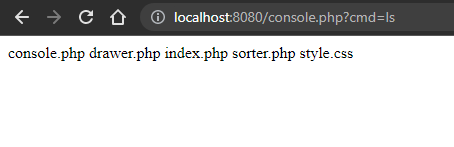 localhost:8080/console.php?cmd=ls
console.php drawer.php index.php sorter.php style.css